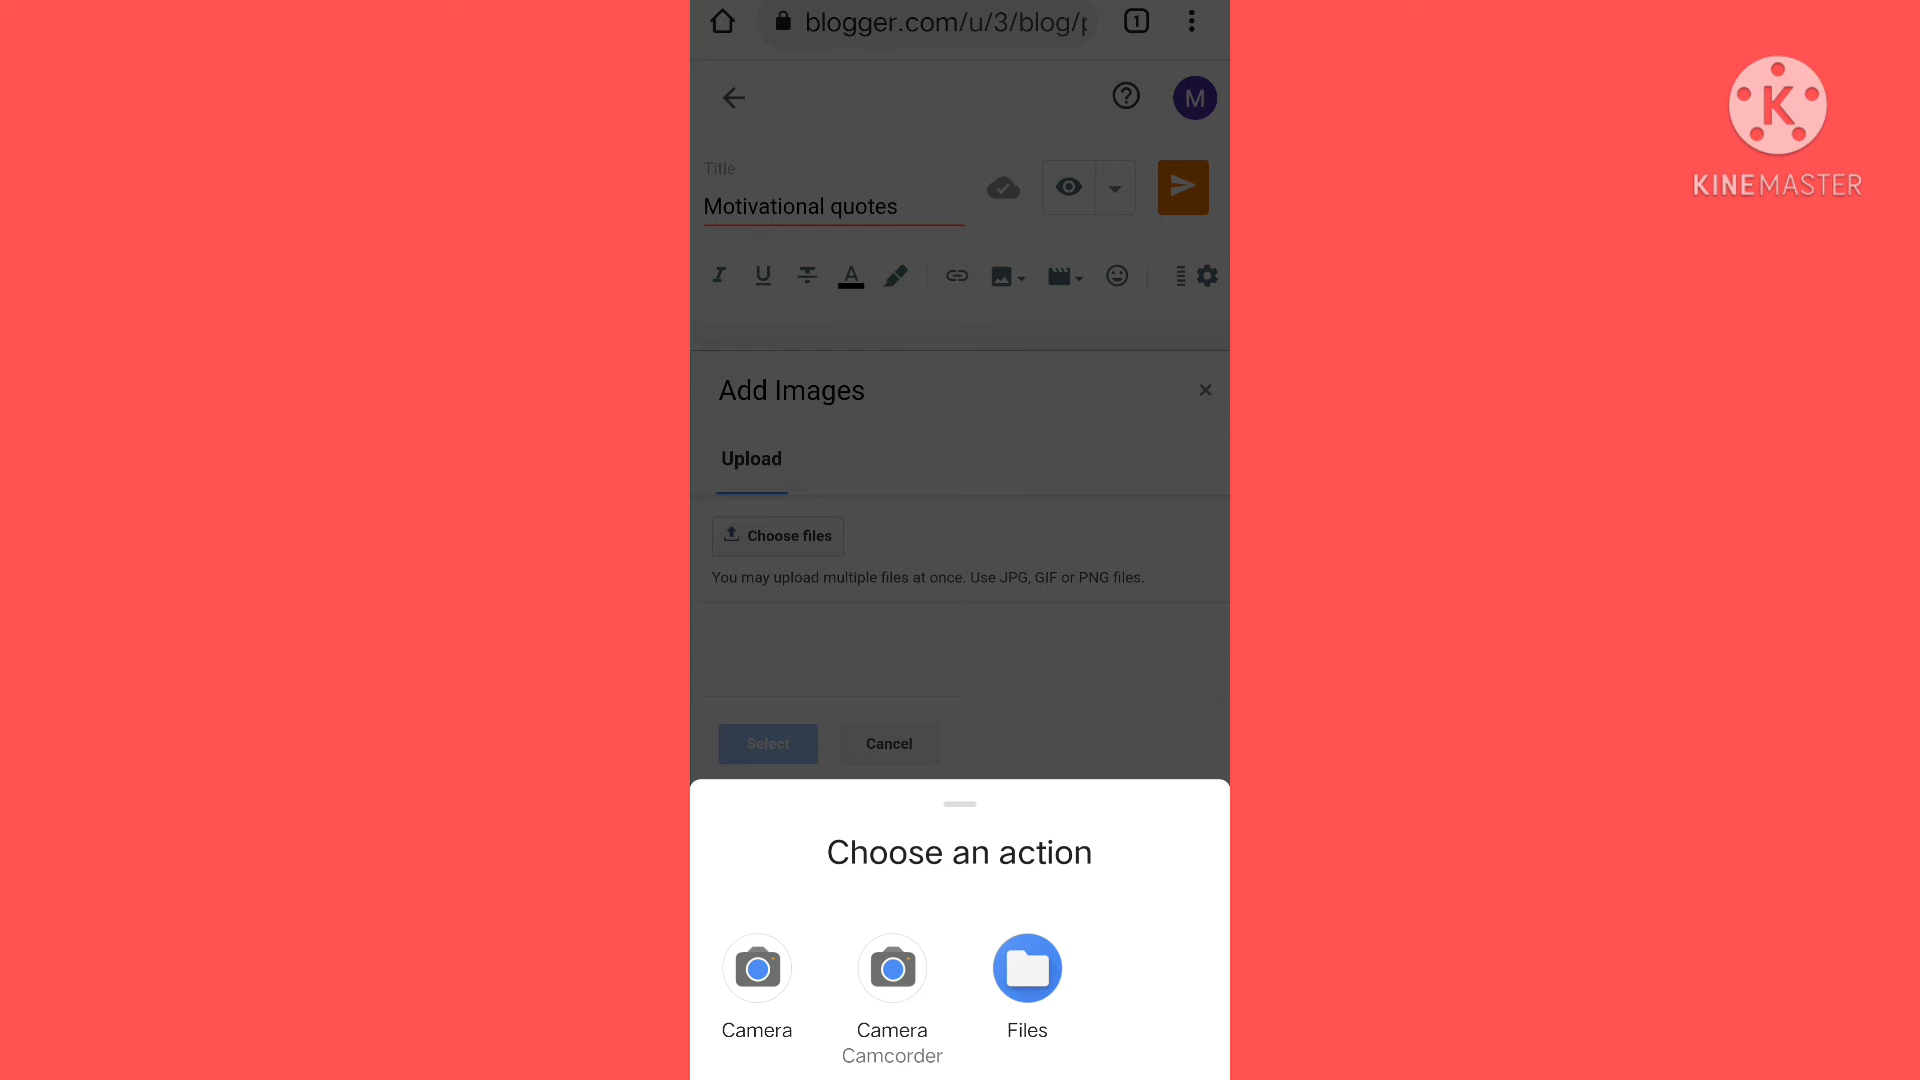 blogger.com/u/3/blog/p
1
M
K
KINEMASTER
Title
Motivational quotes
A
Add Images
Upload
Choose files
You may upload multiple files at once. Use JPG, GIF or PNG files.
Select
Cancel
Choose an action
Camera
Camera
Camcorder
Files